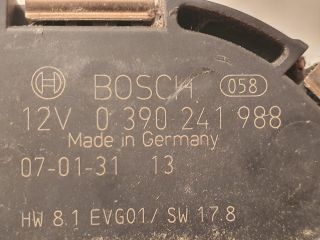 BOSCH 058
12V 0 390 241 988
Made in Germany
07-01-31 13
HW 8.1 EVG01/ SW 17.8